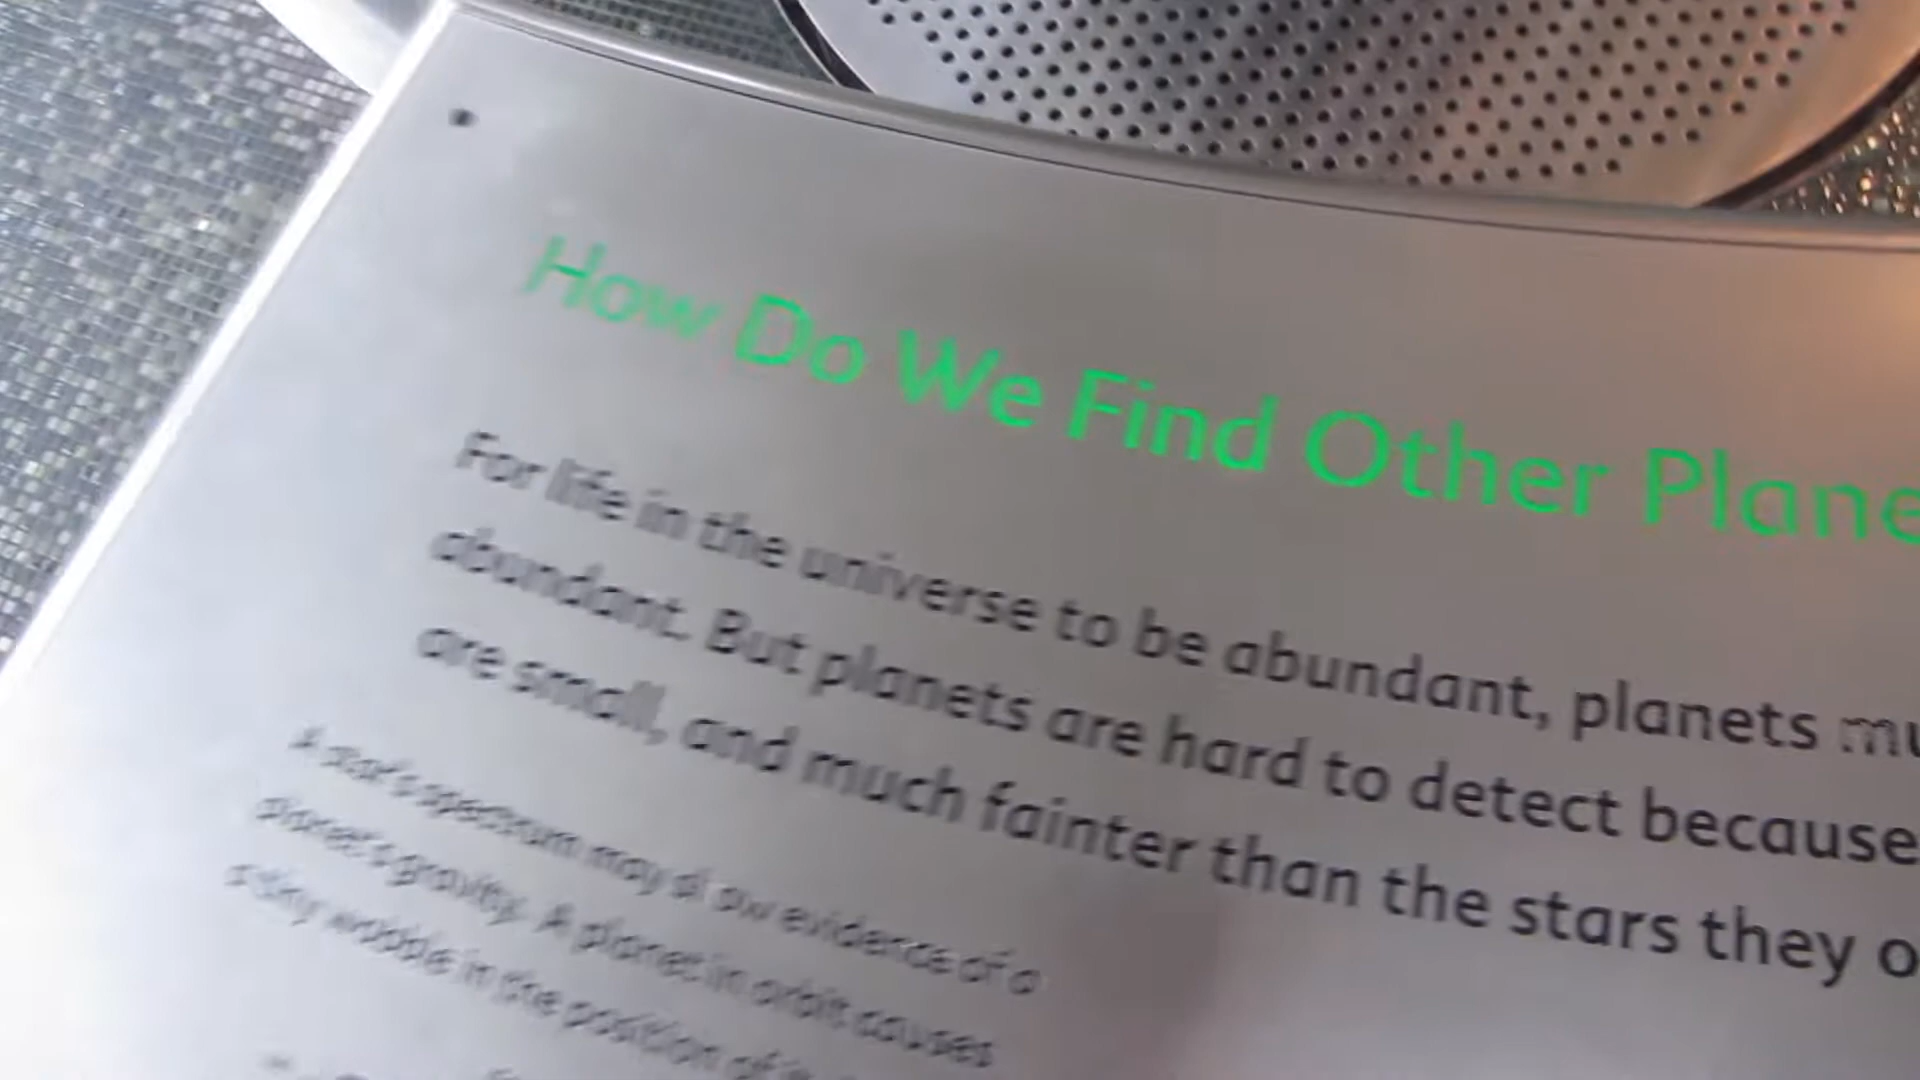 How Do We Find Other Plane
For life in the universe to be abundant, planets mu
abundant. But planets are hard to detect because
are small, and much fainter than the stars they o
A star's spectrum may show evidence of a
planet's gravity. A planet in orbit causes
a tiny wobble in the position of